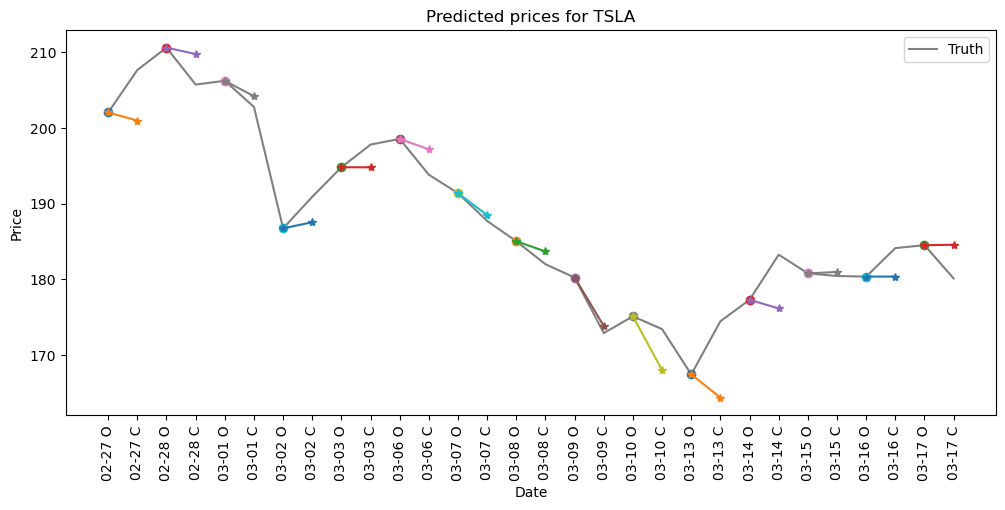 Predicted prices for TSLA
Truth
Price
210
200
190
180
170
02-27 O
02-27 C
02-28 O
02-28 C
03-01 O
03-01 C
03-02 O
03-02 C
03-03 O
03-03 C
03-06 O
03-06 C
03-07 O
03-07 C
03-08 O
03-08 C
03-09 O
03-09 C
03-10 O
03-10 C
03-13 O
03-13 C
03-14 O
03-14 C
03-15 O
03-15 C
03-16 O
03-16 C
03-17 O
03-17 C
Date